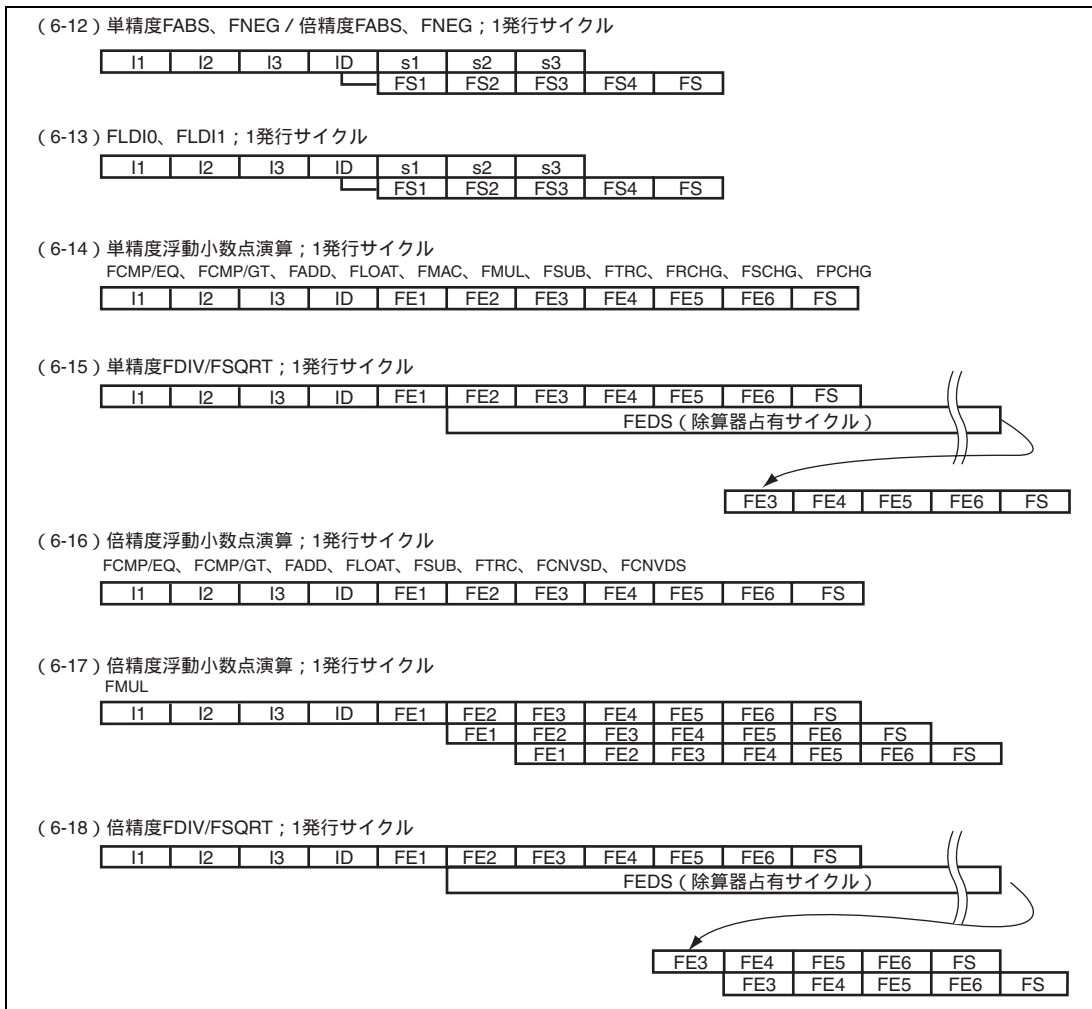 （6-12）単精度FABS、FNEG / 倍精度FABS、FNEG；1発行サイクル
I1 I2 I3 ID s1 s2 s3
FS1 FS2 FS3 FS4 FS
（6-13）FLDI0、FLDI1；1発行サイクル
I1 I2 I3 ID s1 s2 s3
FS1 FS2 FS3 FS4 FS
（6-14）単精度浮動小数点演算；1発行サイクル
FCMP/EQ、FCMP/GT、FADD、FLOAT、FMAC、FMUL、FSUB、FTRC、FRCHG、FSCHG、FPCHG
I1 I2 I3 ID FE1 FE2 FE3 FE4 FE5 FE6 FS
（6-15）単精度FDIV/FSQRT；1発行サイクル
I1 I2 I3 ID FE1 FE2 FE3 FE4 FE5 FE6 FS
FEDS（除算器占有サイクル）
FE3 FE4 FE5 FE6 FS
（6-16）倍精度浮動小数点演算；1発行サイクル
FCMP/EQ、FCMP/GT、FADD、FLOAT、FSUB、FTRC、FCNVSD、FCNVDS
I1 I2 I3 ID FE1 FE2 FE3 FE4 FE5 FE6 FS
（6-17）倍精度浮動小数点演算；1発行サイクル
FMUL
I1 I2 I3 ID FE1 FE2 FE3 FE4 FE5 FE6 FS
FE1 FE2 FE3 FE4 FE5 FE6 FS
FE1 FE2 FE3 FE4 FE5 FE6 FS
（6-18）倍精度FDIV/FSQRT；1発行サイクル
I1 I2 I3 ID FE1 FE2 FE3 FE4 FE5 FE6 FS
FEDS（除算器占有サイクル）
FE3 FE4 FE5 FE6 FS
FE3 FE4 FE5 FE6 FS